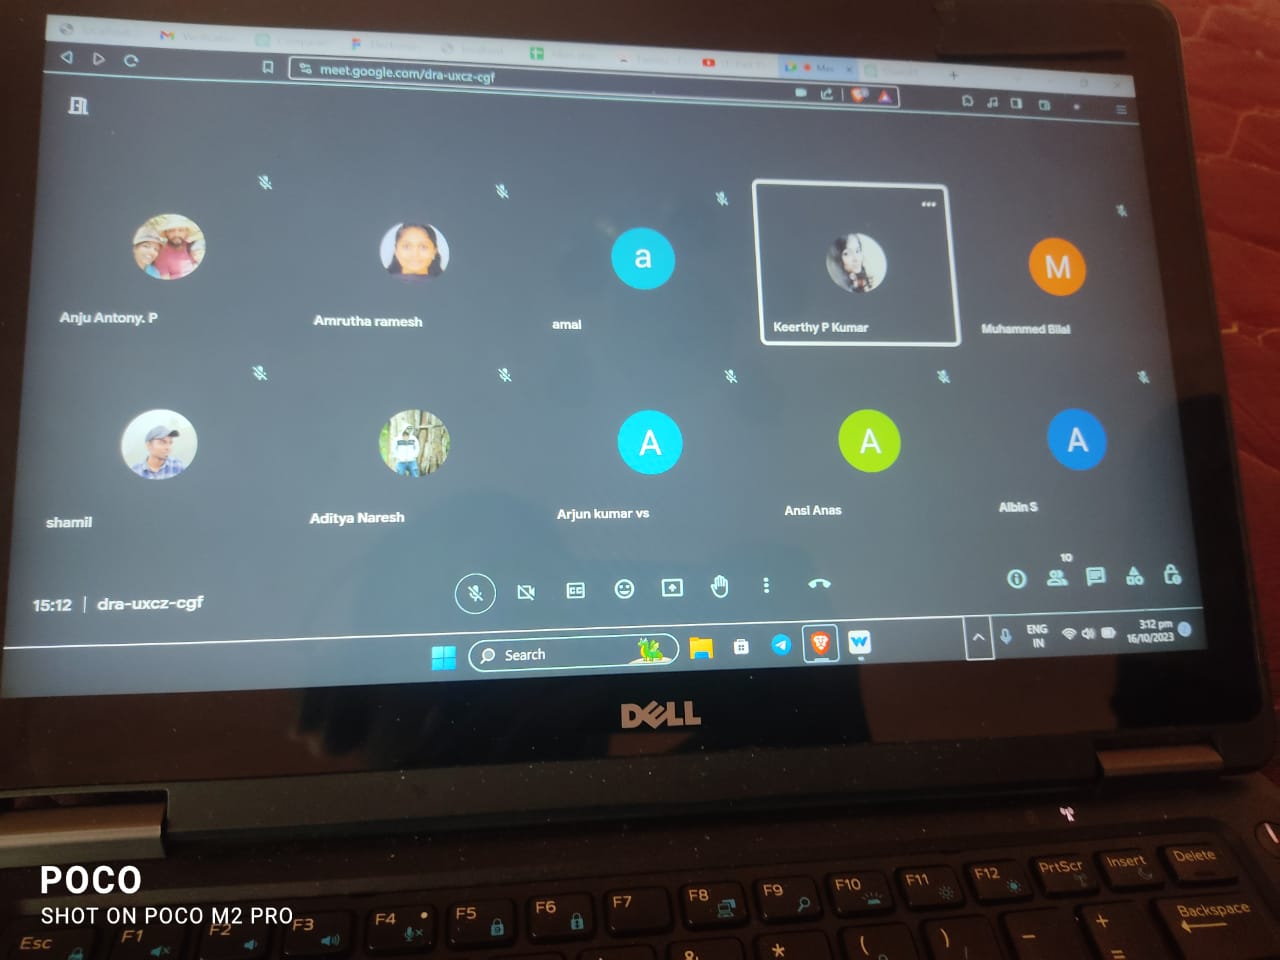 meet.google.com/dra-uxcz-cgf
Anju Antony. P
Amrutha ramesh
a
amal
Keerthy P Kumar
M
Muhammed Bilal
shamil
Aditya Naresh
A
Arjun kumar vs
A
Ansi Anas
A
Albin S
15:12 | dra-uxcz-cgf
CC
10
Search
W
ENG
IN
3:12 pm
16/10/2023
DELL
POCO
SHOT ON POCO M2 PRO
Esc
F1
F2
F3
F4
F5
F6
F7
F8
F9
F10
F11
F12
PrtScr
Insert
Delete
&
*
(
)
–
+
=
Backspace